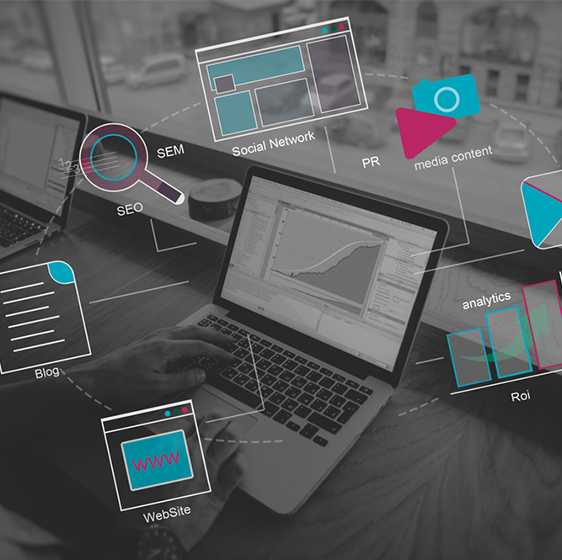 Social Network
SEM
PR
media content
SEO
analytics
Roi
Blog
WWW
WebSite